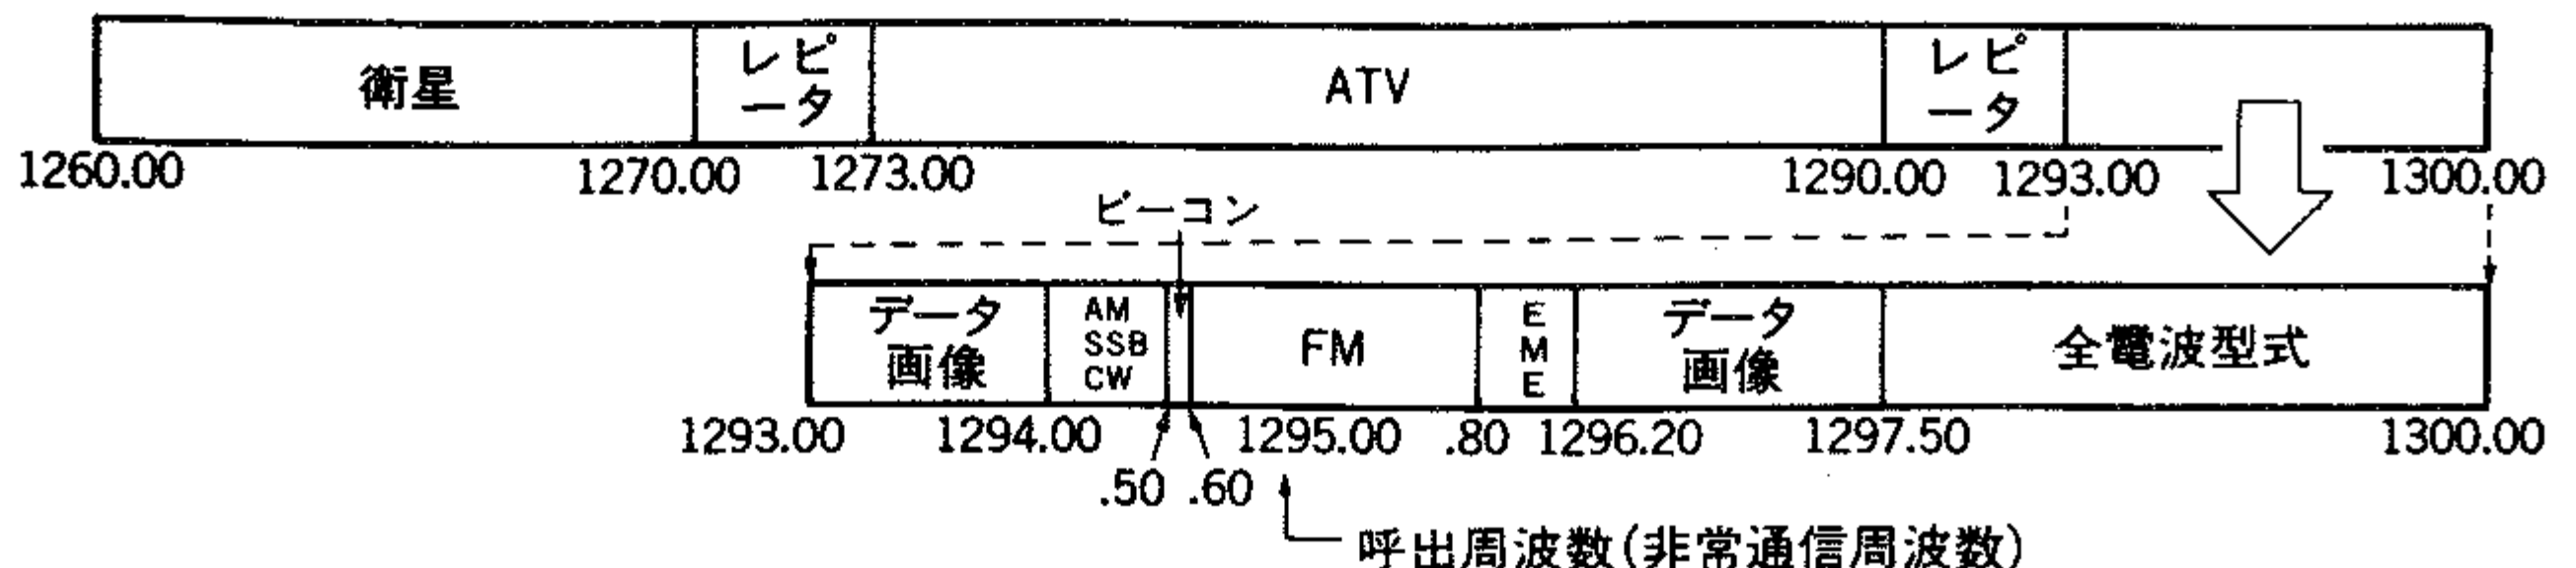 衛星
レピ
ータ
ATV
レピ
ータ
1260.00
1270.00
1273.00
1290.00
1293.00
1300.00
ビーコン
データ
画像
AM
SSB
CW
FM
E
M
E
データ
画像
全電波型式
1293.00
1294.00
1295.00
.80
1296.20
1297.50
1300.00
.50
.60
呼出周波数(非常通信周波数)